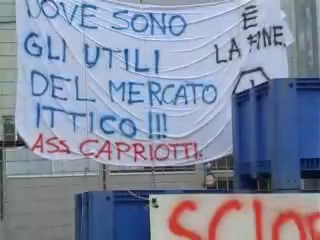 DOVE SONO
GLI UTILI
DEL MERCATO
ITTICO !!!
ASS CAPRIOTTI.
È
LA FINE